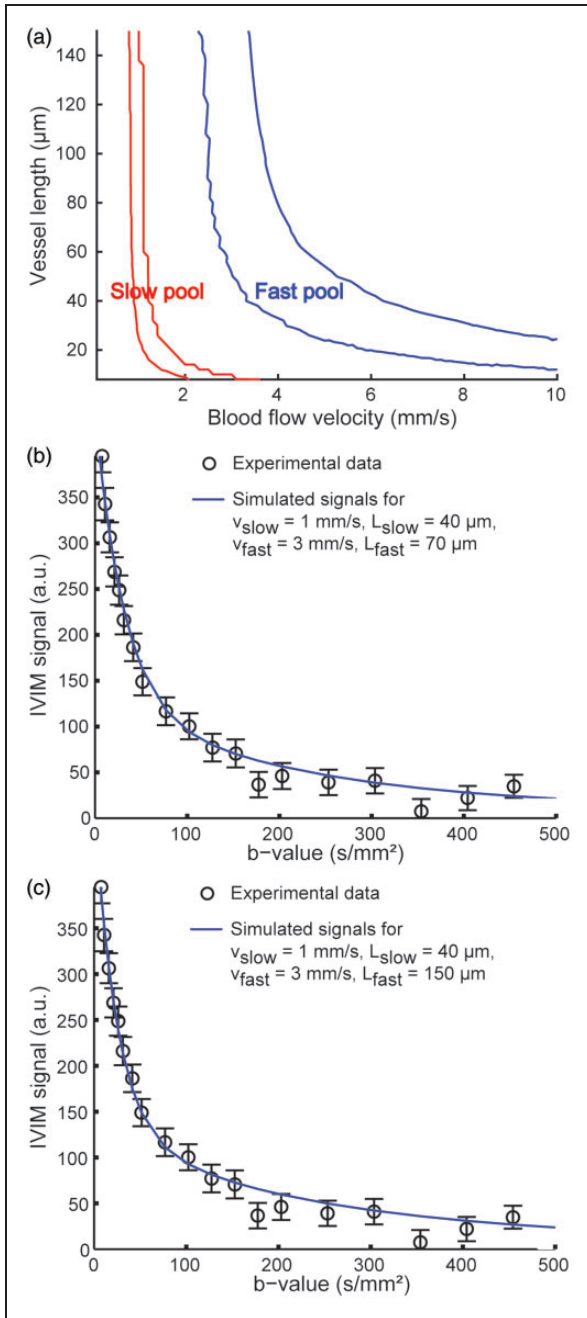 (a)
140
120
100
80
60
40
20
Vessel length (µm)
Slow pool
Fast pool
2
4
6
8
10
Blood flow velocity (mm/s)
(b)
350
300
250
200
150
100
50
0
IVIM signal (a.u.)
Experimental data
Simulated signals for
v_slow = 1 mm/s, L_slow = 40 µm,
v_fast = 3 mm/s, L_fast = 70 µm
0
100
200
300
400
500
b−value (s/mm²)
(c)
350
300
250
200
150
100
50
0
IVIM signal (a.u.)
Experimental data
Simulated signals for
v_slow = 1 mm/s, L_slow = 40 µm,
v_fast = 3 mm/s, L_fast = 150 µm
0
100
200
300
400
500
b−value (s/mm²)